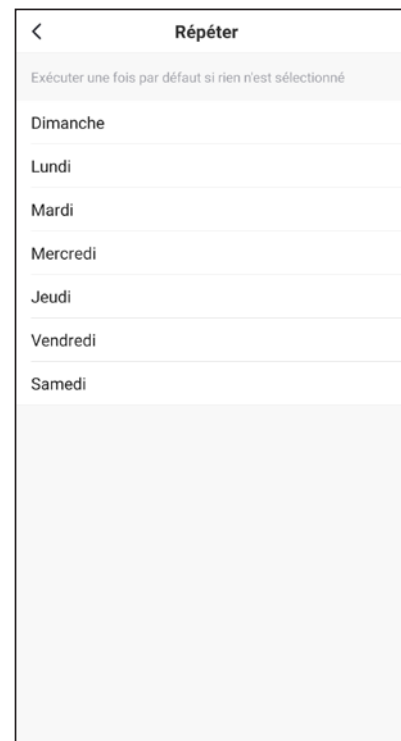 Répéter
Exécuter une fois par défaut si rien n'est sélectionné
Dimanche
Lundi
Mardi
Mercredi
Jeudi
Vendredi
Samedi